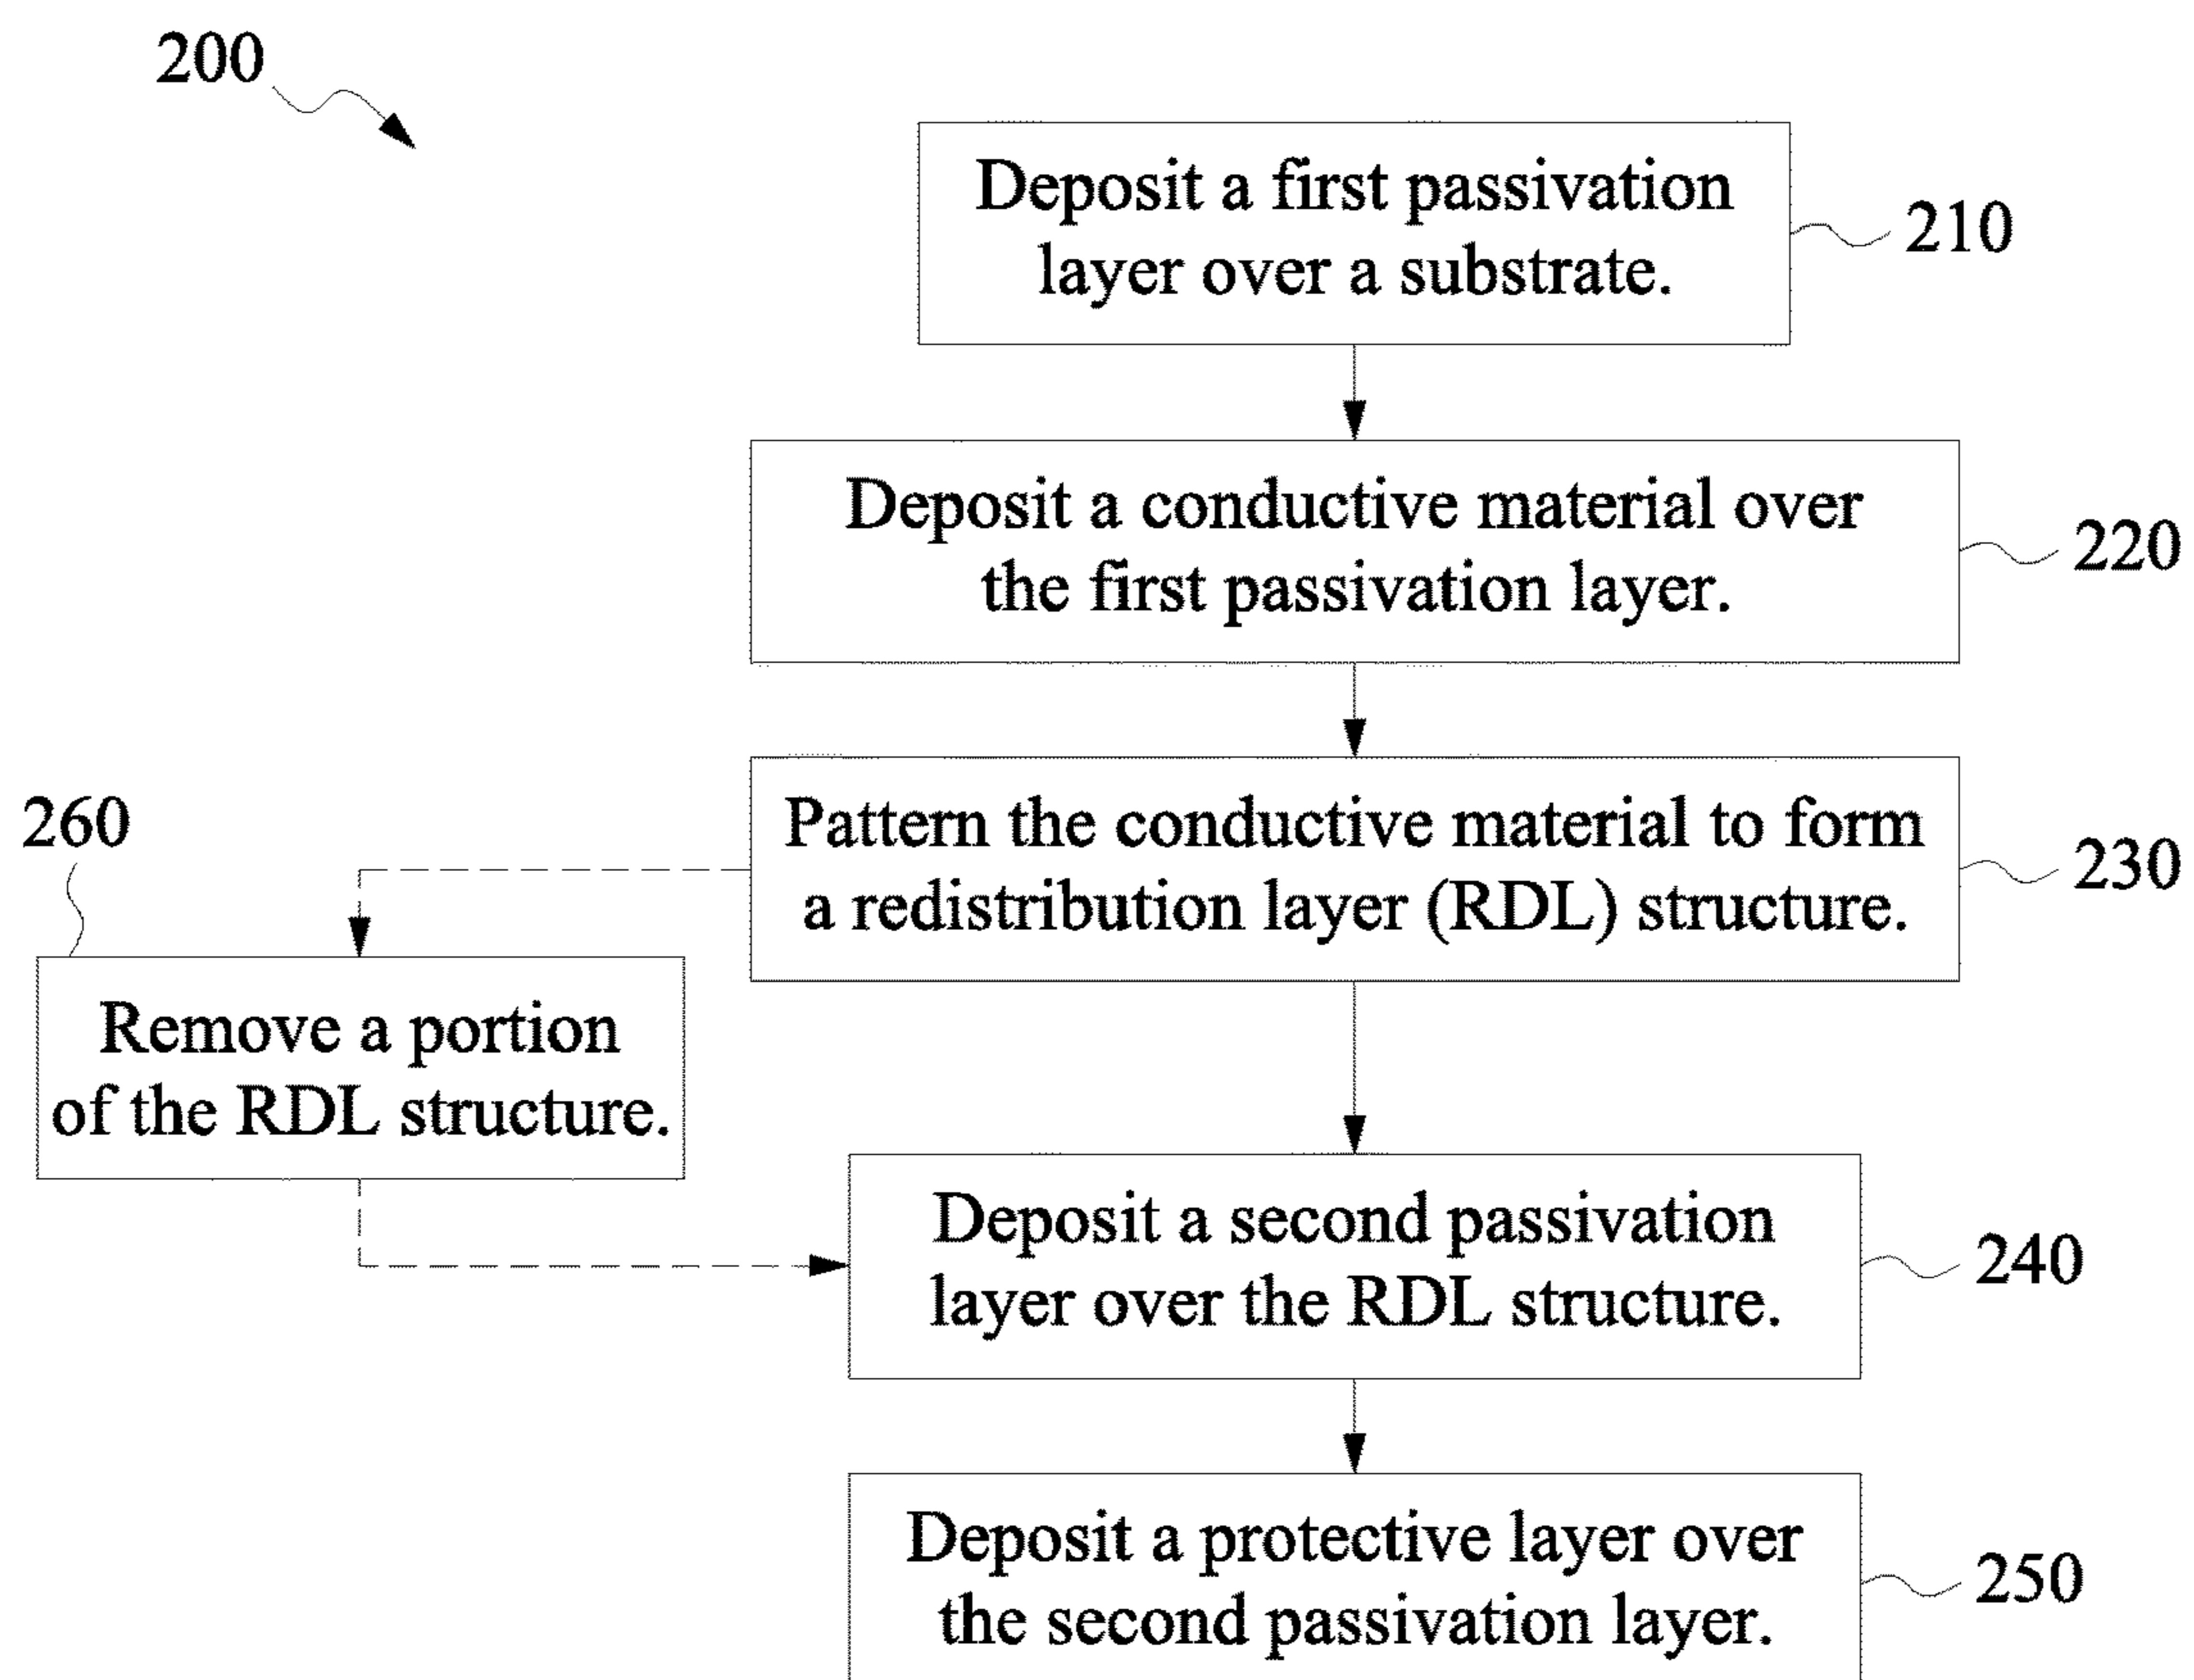 200
Deposit a first passivation
layer over a substrate.
210
Deposit a conductive material over
the first passivation layer.
220
Pattern the conductive material to form
a redistribution layer (RDL) structure.
230
260
Remove a portion
of the RDL structure.
Deposit a second passivation
layer over the RDL structure.
240
Deposit a protective layer over
the second passivation layer.
250